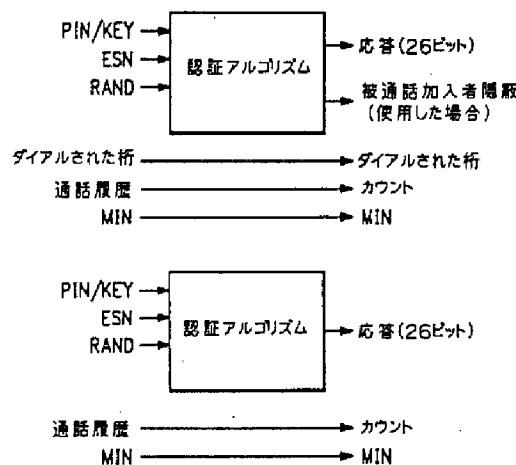 PIN/KEY
ESN
RAND
認証アルゴリズム
応答(26ビット)
被通話加入者隠蔽
(使用した場合)
ダイアルされた桁 ダイアルされた桁
通話履歴 カウント
MIN MIN
PIN/KEY
ESN
RAND
認証アルゴリズム
応答(26ビット)
通話履歴 カウント
MIN MIN